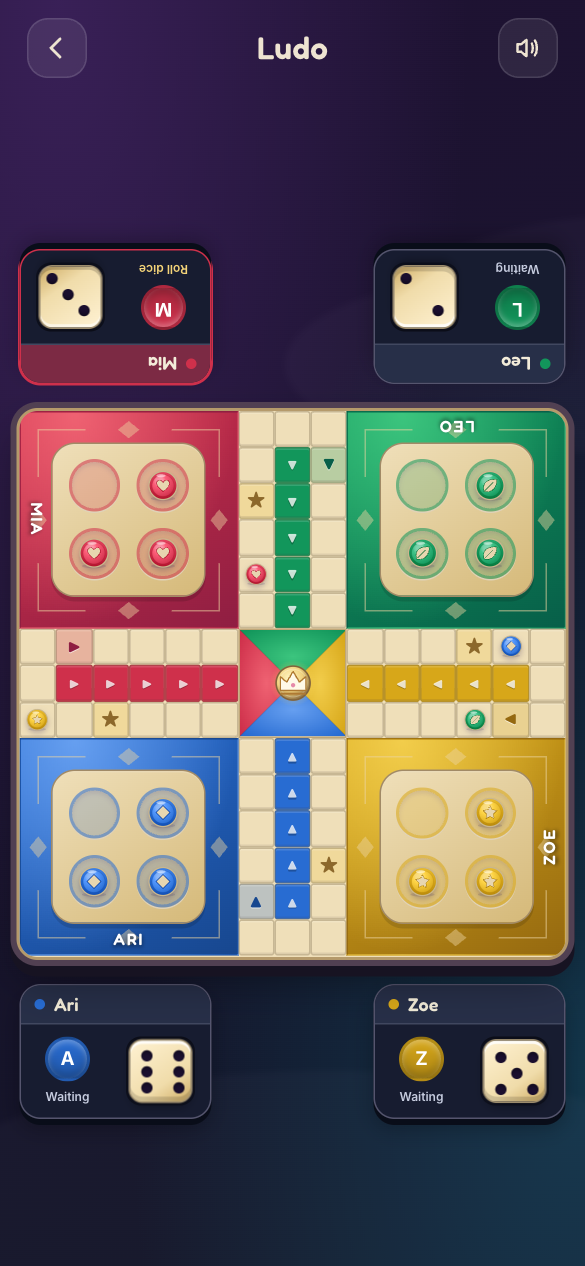 Ludo
Roll dice
M
Mia
Waiting
L
Leo
LEO
MIA
ZOE
ARI
Ari
A
Waiting
Zoe
Z
Waiting